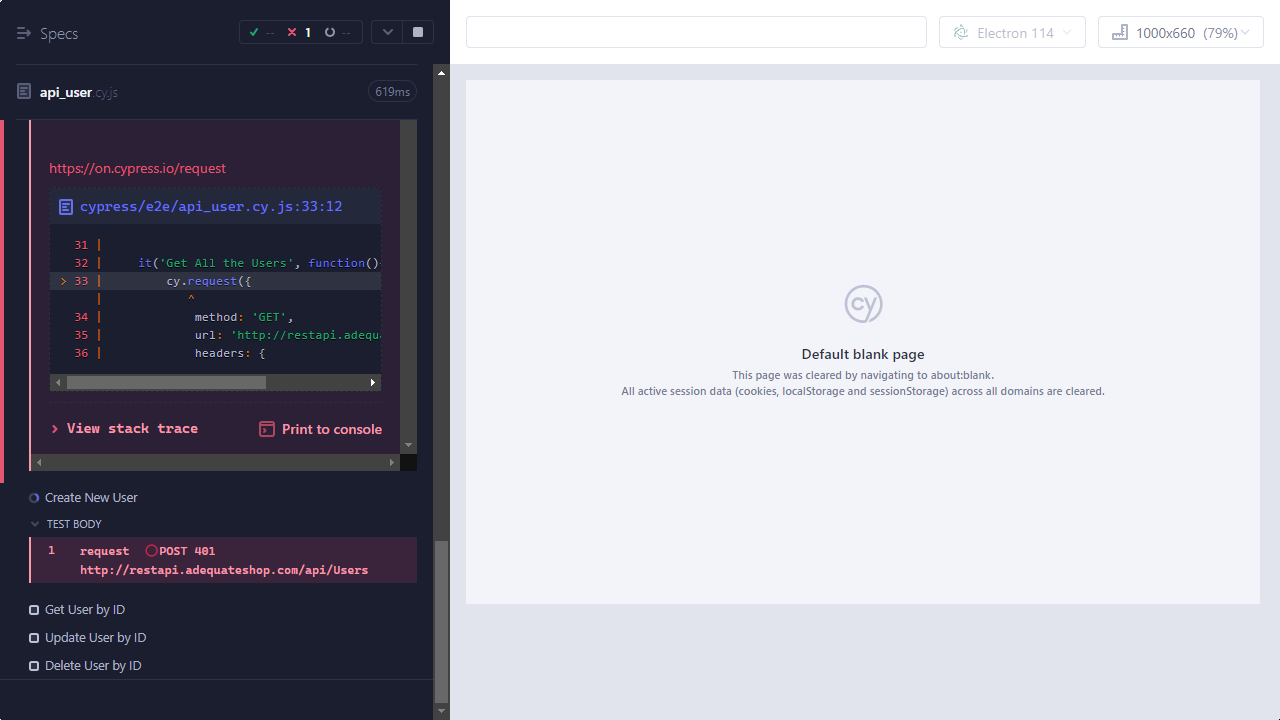 Specs
--
1
--
Electron 114
1000x660 (79%)
api_user.cy.js
619ms
https://on.cypress.io/request
cypress/e2e/api_user.cy.js:33:12
31 |
32 | it('Get All the Users', function()
> 33 | cy.request({
| ^
34 | method: 'GET',
35 | url: 'http://restapi.adequa
36 | headers: {
> View stack trace
Print to console
Create New User
TEST BODY
1 request POST 401
http://restapi.adequateshop.com/api/Users
Get User by ID
Update User by ID
Delete User by ID
cy
Default blank page
This page was cleared by navigating to about:blank.
All active session data (cookies, localStorage and sessionStorage) across all domains are cleared.